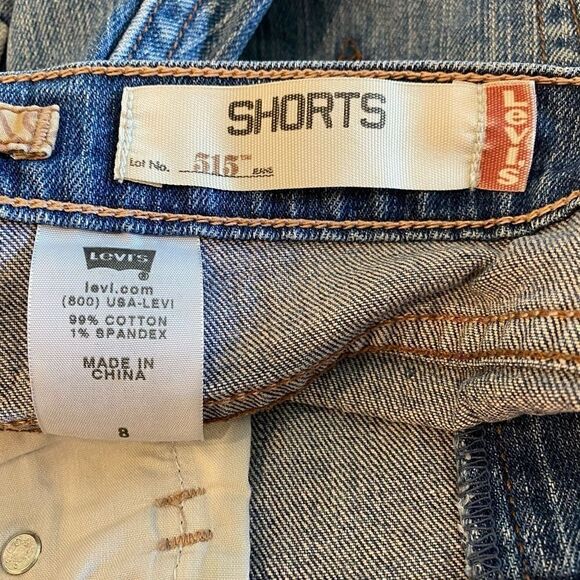 SHORTS
Lot No. 515™ JEANS
Levi's
LEVI'S
®
levi.com
(800) USA-LEVI
99% COTTON
1% SPANDEX
MADE IN
CHINA
8